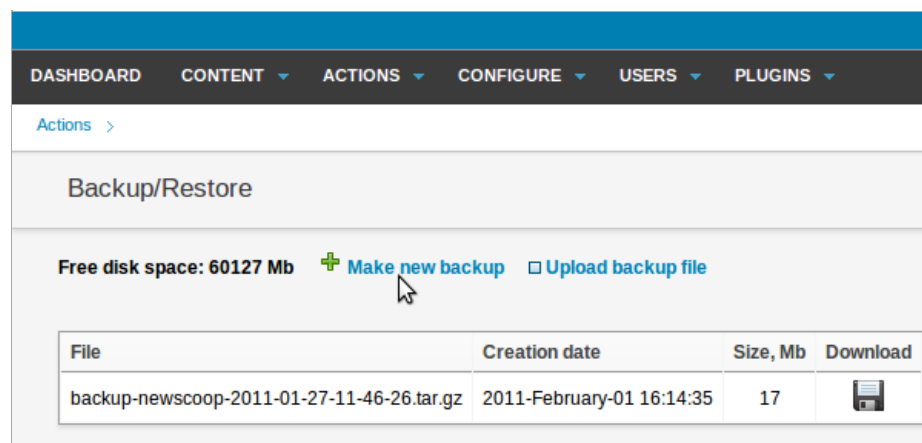 DASHBOARD CONTENT ACTIONS CONFIGURE USERS PLUGINS
Actions >
Backup/Restore
Free disk space: 60127 Mb Make new backup Upload backup file
File Creation date Size, Mb Download
backup-newscoop-2011-01-27-11-46-26.tar.gz 2011-February-01 16:14:35 17